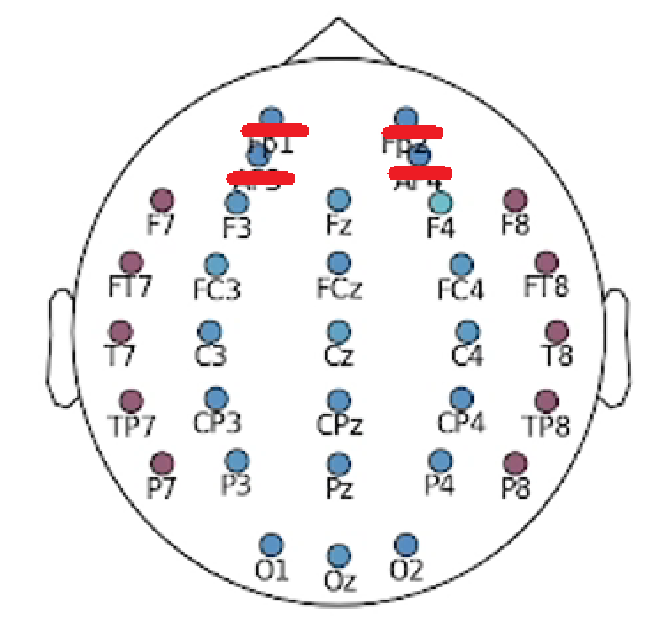 Fp1 Fp2
AF3 AF4
F7 F3 Fz F4 F8
FT7 FC3 FCz FC4 FT8
T7 C3 Cz C4 T8
TP7 CP3 CPz CP4 TP8
P7 P3 Pz P4 P8
O1 Oz O2